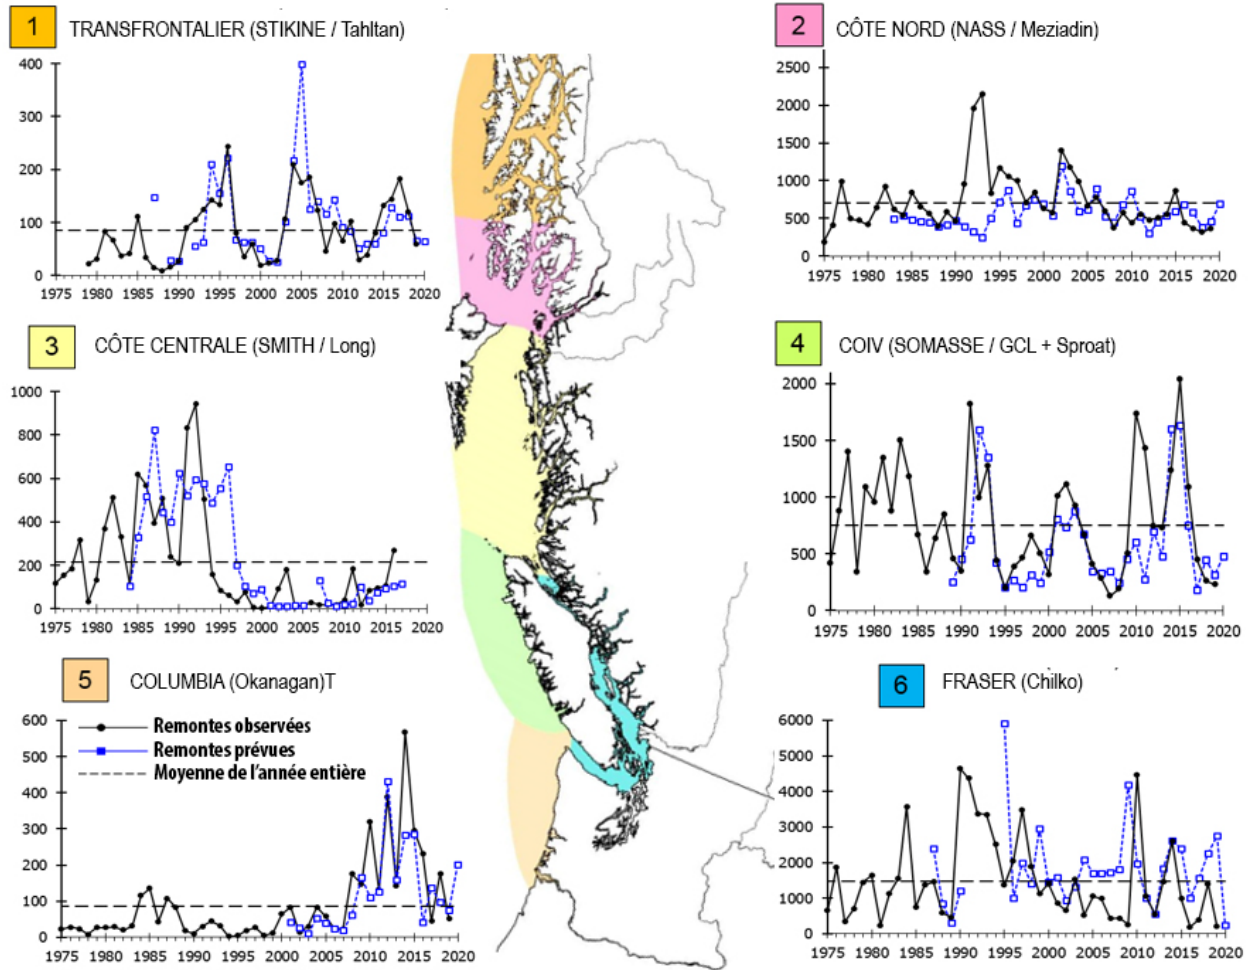 1 TRANSFRONTALIER (STIKINE / Tahltan)
400
300
200
100
0
1975 1980 1985 1990 1995 2000 2005 2010 2015 2020
2 CÔTE NORD (NASS / Meziadin)
2500
2000
1500
1000
500
0
1975 1980 1985 1990 1995 2000 2005 2010 2015 2020
3 CÔTE CENTRALE (SMITH / Long)
1000
800
600
400
200
0
1975 1980 1985 1990 1995 2000 2005 2010 2015 2020
4 COIV (SOMASSE / GCL + Sproat)
2000
1500
1000
500
0
1975 1980 1985 1990 1995 2000 2005 2010 2015 2020
5 COLUMBIA (Okanagan)T
Remontes observées
Remontes prévues
Moyenne de l'année entière
600
500
400
300
200
100
0
1975 1980 1985 1990 1995 2000 2005 2010 2015 2020
6 FRASER (Chilko)
6000
5000
4000
3000
2000
1000
0
1975 1980 1985 1990 1995 2000 2005 2010 2015 2020